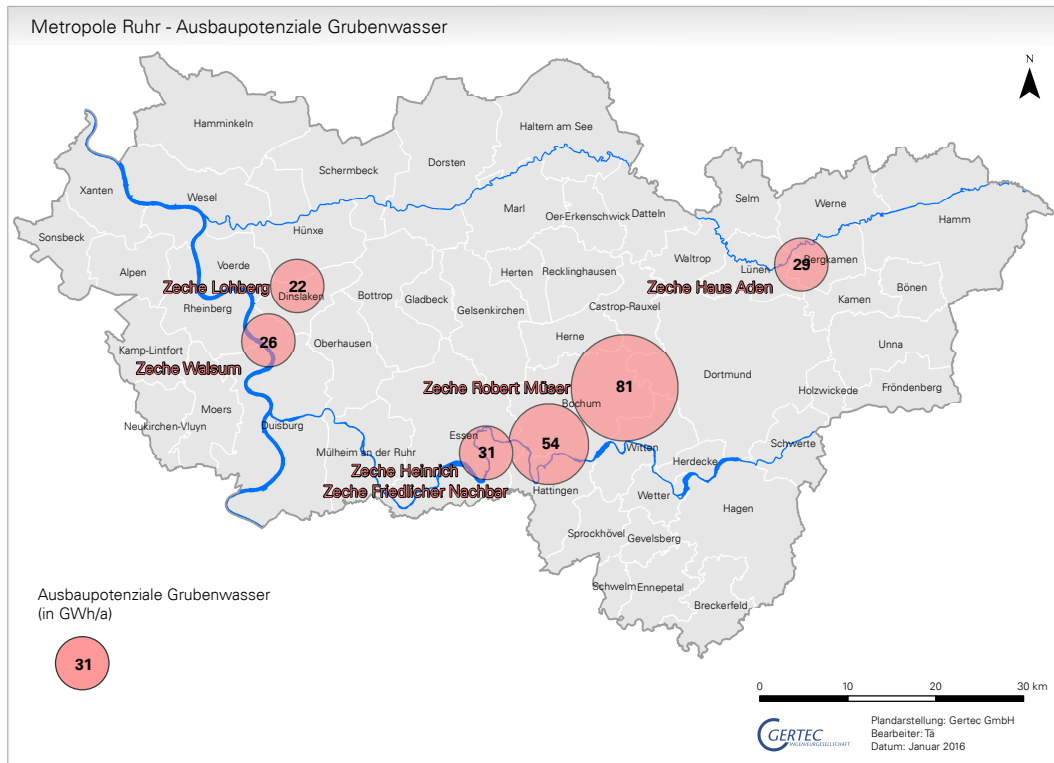 Metropole Ruhr - Ausbaupotenziale Grubenwasser
N
Hamminkeln
Haltern am See
Dorsten
Schermbeck
Xanten
Wesel
Selm
Werne
Marl
Oer-Erkenschwick
Datteln
Hamm
Hünxe
Sonsbeck
Alpen
Voerde
Herten
Recklinghausen
Waltrop
Lünen
29
Bergkamen
Zeche Lohberg
22
Dinslaken
Bottrop
Gladbeck
Zeche Haus Aden
Bönen
Kamen
Rheinberg
Gelsenkirchen
Castrop-Rauxel
Kamp-Lintfort
26
Oberhausen
Herne
Unna
Zeche Walsum
Dortmund
Zeche Robert Müser
81
Holzwickede
Fröndenberg
Bochum
Moers
Neukirchen-Vluyn
Duisburg
Essen
54
Schwerte
Mülheim an der Ruhr
31
Witten
Herdecke
Zeche Heinrich
Zeche Friedlicher Nachbar
Hattingen
Wetter
Hagen
Sprockhövel
Gevelsberg
Schwelm
Ennepetal
Breckerfeld
Ausbaupotenziale Grubenwasser
(in GWh/a)
31
0 10 20 30 km
GERTEC
INGENIEURGESELLSCHAFT
Plandarstellung: Gertec GmbH
Bearbeiter: Tä
Datum: Januar 2016